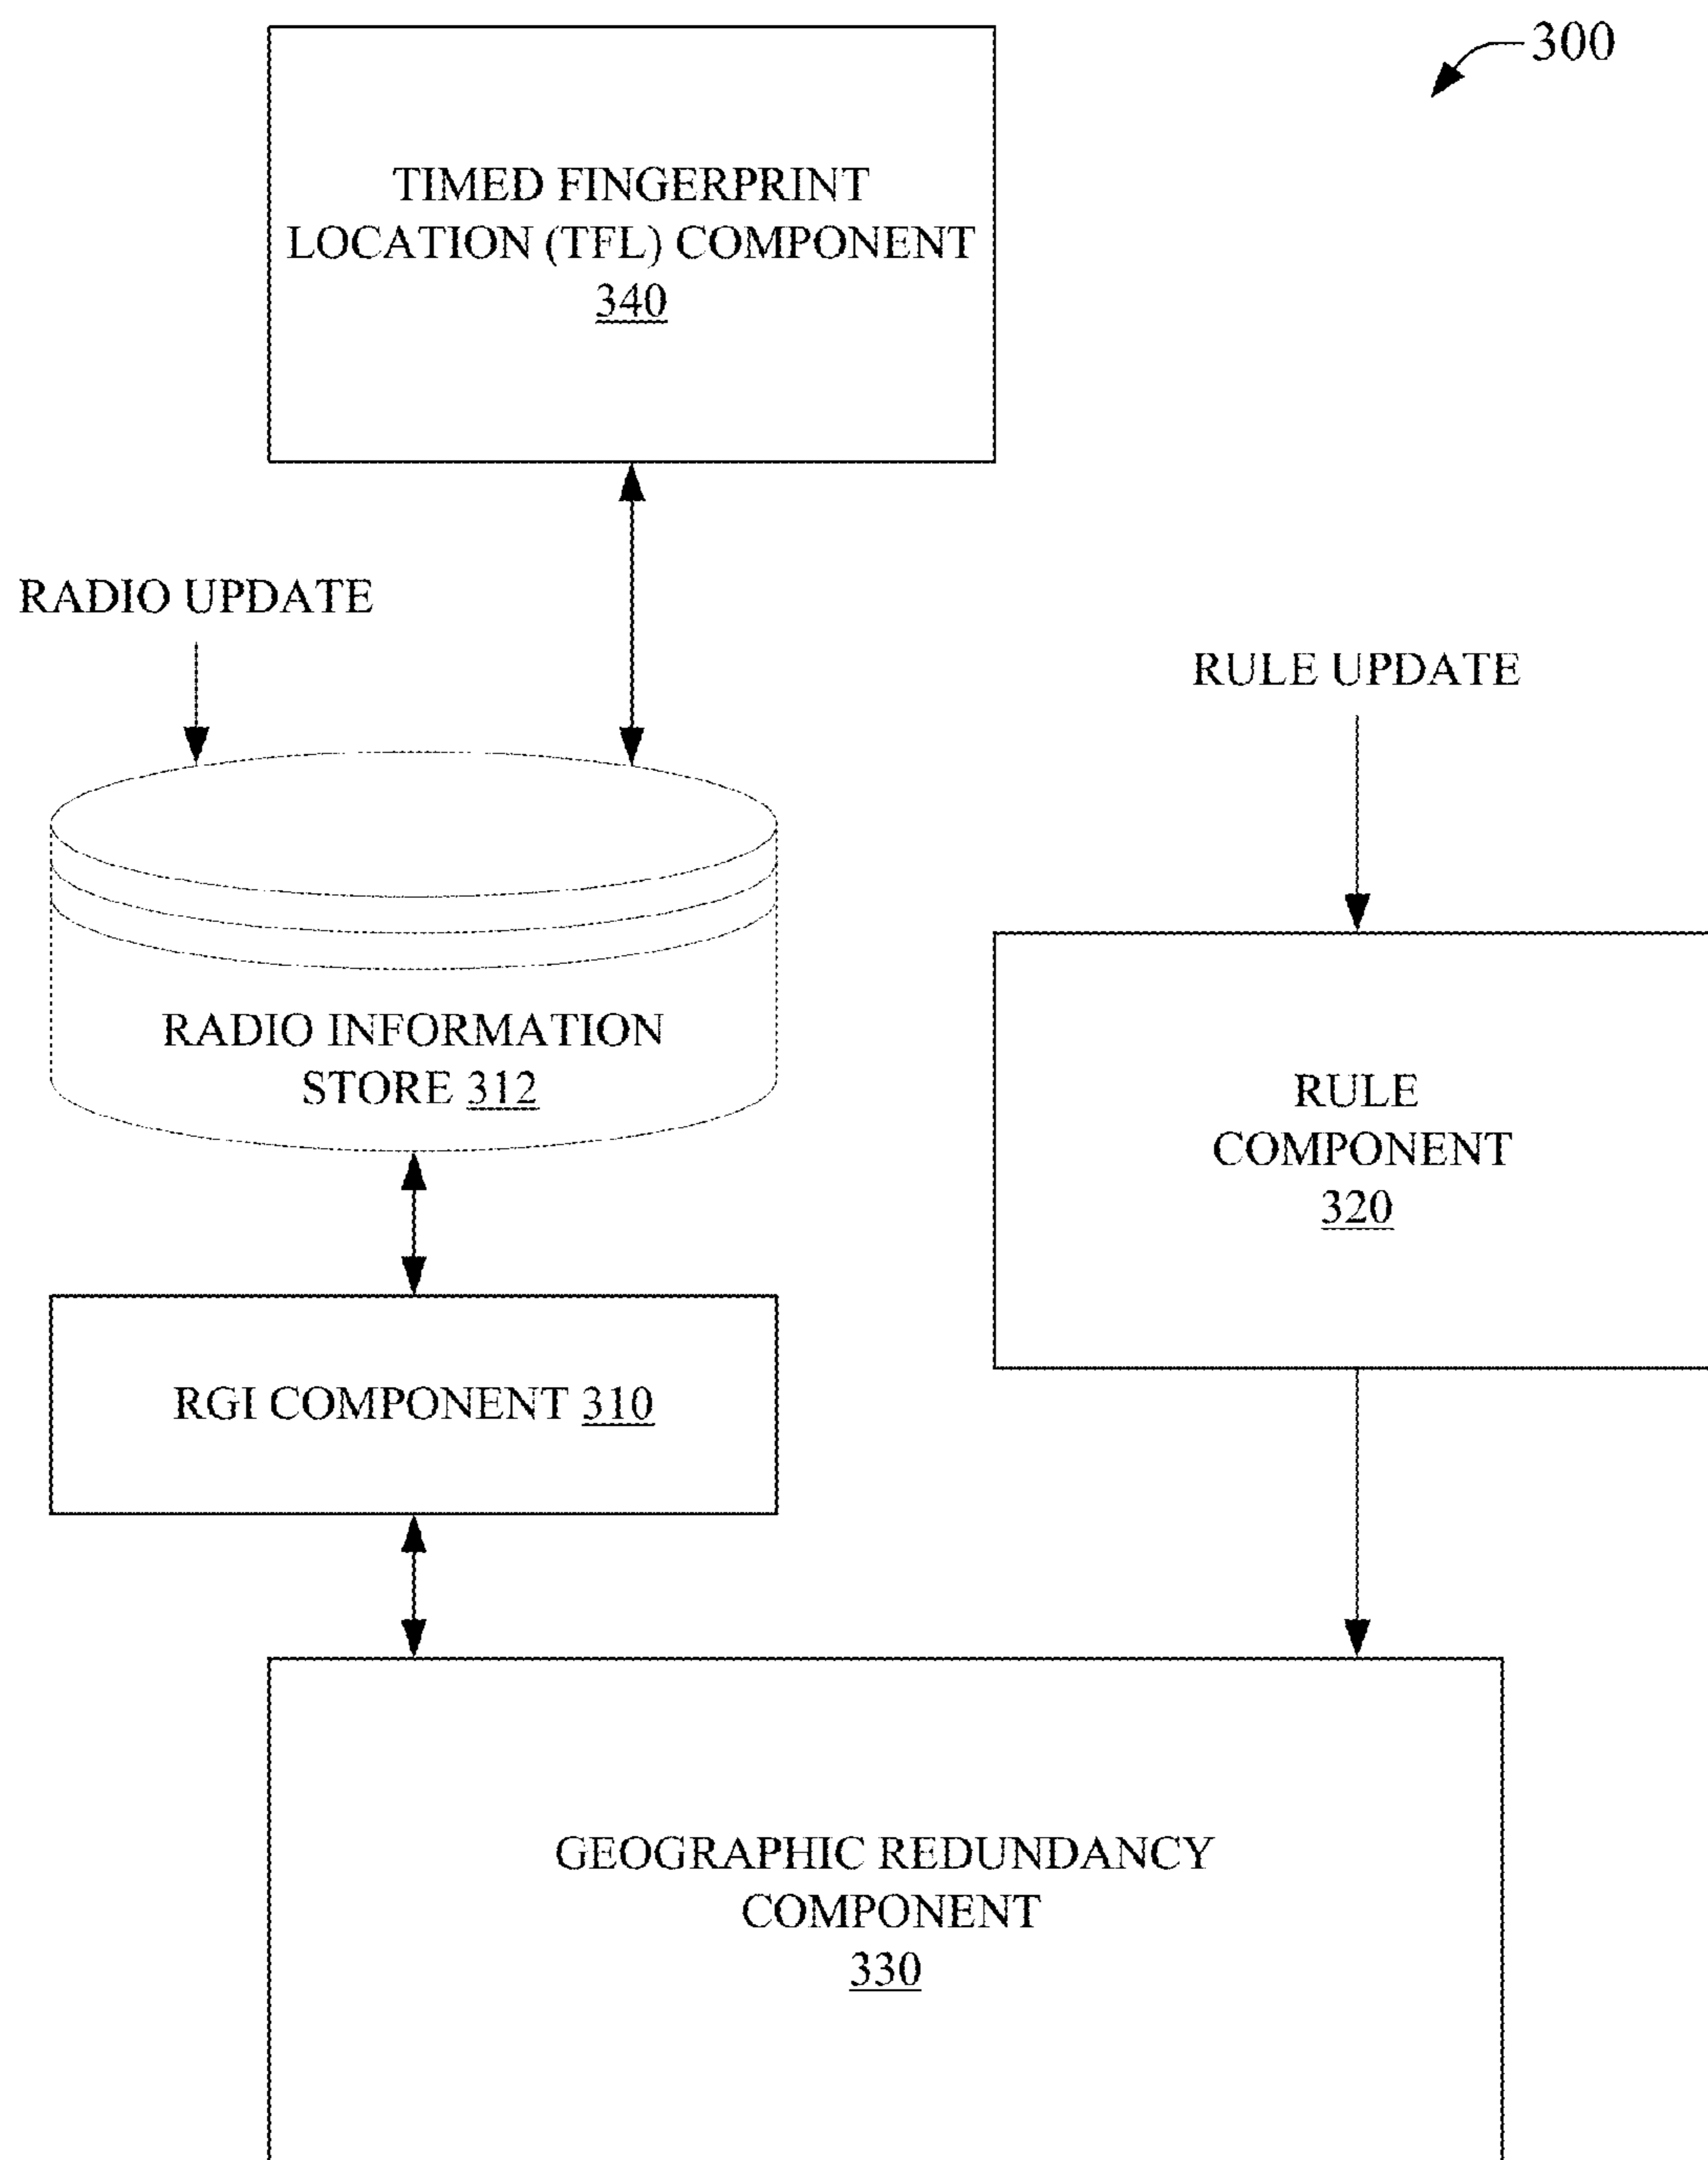 300
TIMED FINGERPRINT
LOCATION (TFL) COMPONENT
340
RADIO UPDATE
RULE UPDATE
RADIO INFORMATION
STORE 312
RULE
COMPONENT
320
RGI COMPONENT 310
GEOGRAPHIC REDUNDANCY
COMPONENT
330